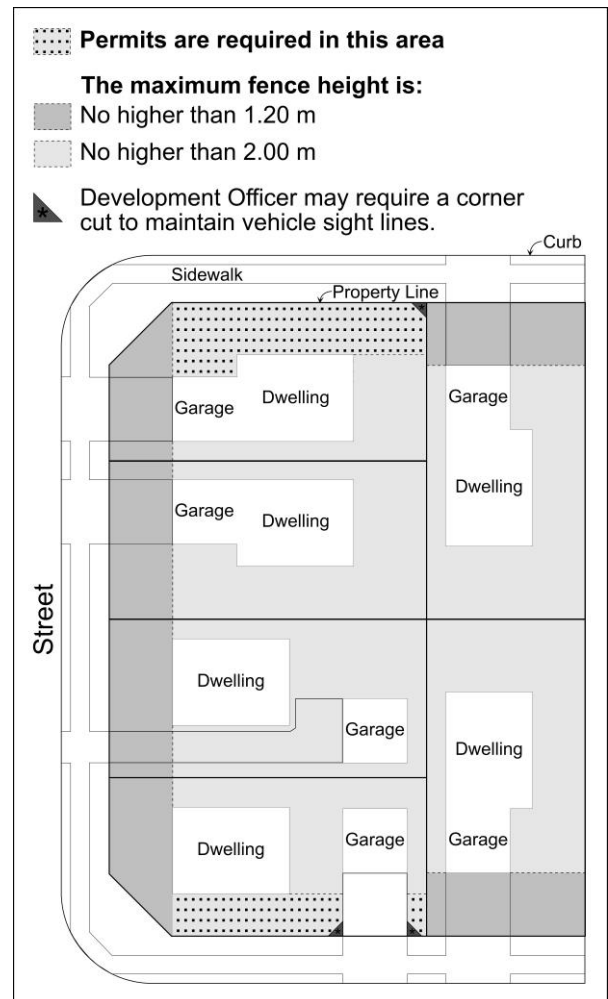 Permits are required in this area
The maximum fence height is:
No higher than 1.20 m
No higher than 2.00 m
* Development Officer may require a corner
cut to maintain vehicle sight lines.
Curb
Sidewalk
Property Line
*
Garage
Dwelling
Garage
Dwelling
Garage
Dwelling
Street
Dwelling
Garage
Dwelling
Dwelling
Garage
Garage
* *